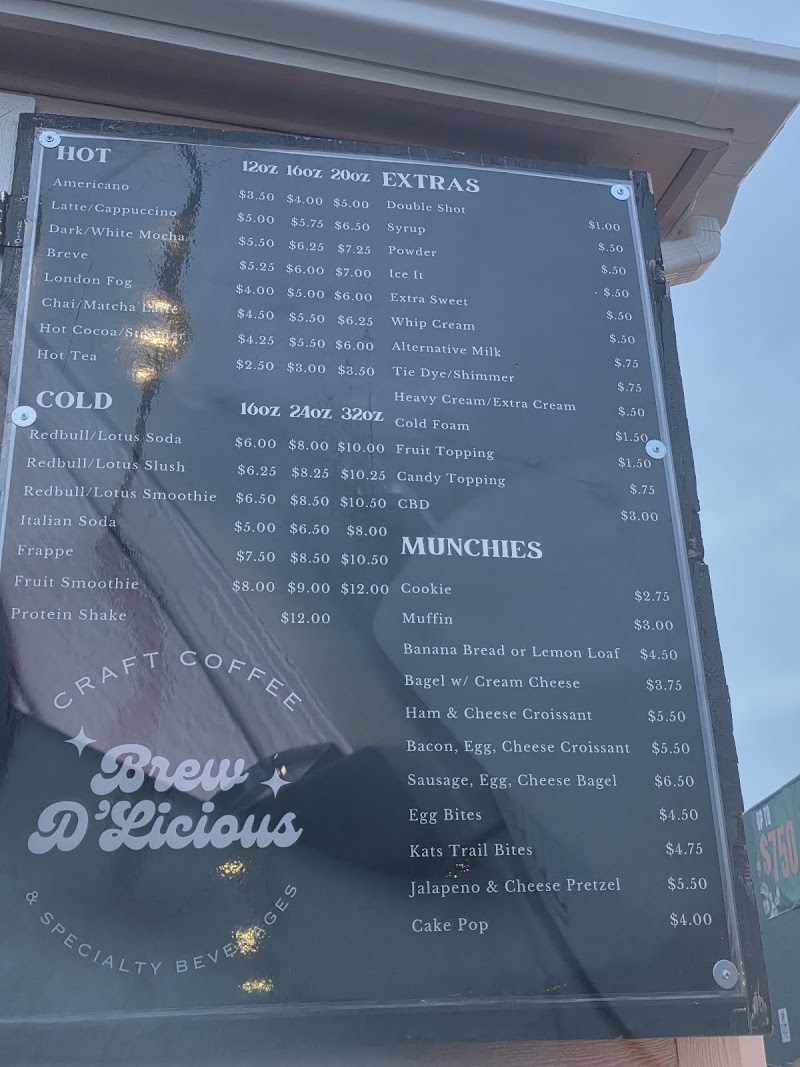 HOT 12oz 16oz 20oz
Americano $3.50 $4.00 $5.00
Latte/Cappuccino $5.00 $5.75 $6.50
Dark/White Mocha $5.50 $6.25 $7.25
Breve $5.25 $6.00 $7.00
London Fog $4.00 $5.00 $6.00
Chai/Matcha Latte $4.50 $5.50 $6.25
Hot Cocoa/Steamer $4.25 $5.50 $6.00
Hot Tea $2.50 $3.00 $3.50
COLD 16oz 24oz 32oz
Redbull/Lotus Soda $6.00 $8.00 $10.00
Redbull/Lotus Slush $6.25 $8.25 $10.25
Redbull/Lotus Smoothie $6.50 $8.50 $10.50
Italian Soda $5.00 $6.50 $8.00
Frappe $7.50 $8.50 $10.50
Fruit Smoothie $8.00 $9.00 $12.00
Protein Shake $12.00
CRAFT COFFEE
Brew
D'Licious
& SPECIALTY BEVERAGES
EXTRAS
Double Shot $1.00
Syrup $.50
Powder $.50
Ice It $.50
Extra Sweet $.50
Whip Cream $.50
Alternative Milk $.75
Tie Dye/Shimmer $.75
Heavy Cream/Extra Cream $.50
Cold Foam $1.50
Fruit Topping $1.50
Candy Topping $.75
CBD $3.00
MUNCHIES
Cookie $2.75
Muffin $3.00
Banana Bread or Lemon Loaf $4.50
Bagel w/ Cream Cheese $3.75
Ham & Cheese Croissant $5.50
Bacon, Egg, Cheese Croissant $5.50
Sausage, Egg, Cheese Bagel $6.50
Egg Bites $4.50
Kats Trail Bites $4.75
Jalapeno & Cheese Pretzel $5.50
Cake Pop $4.00
UP TO
$750